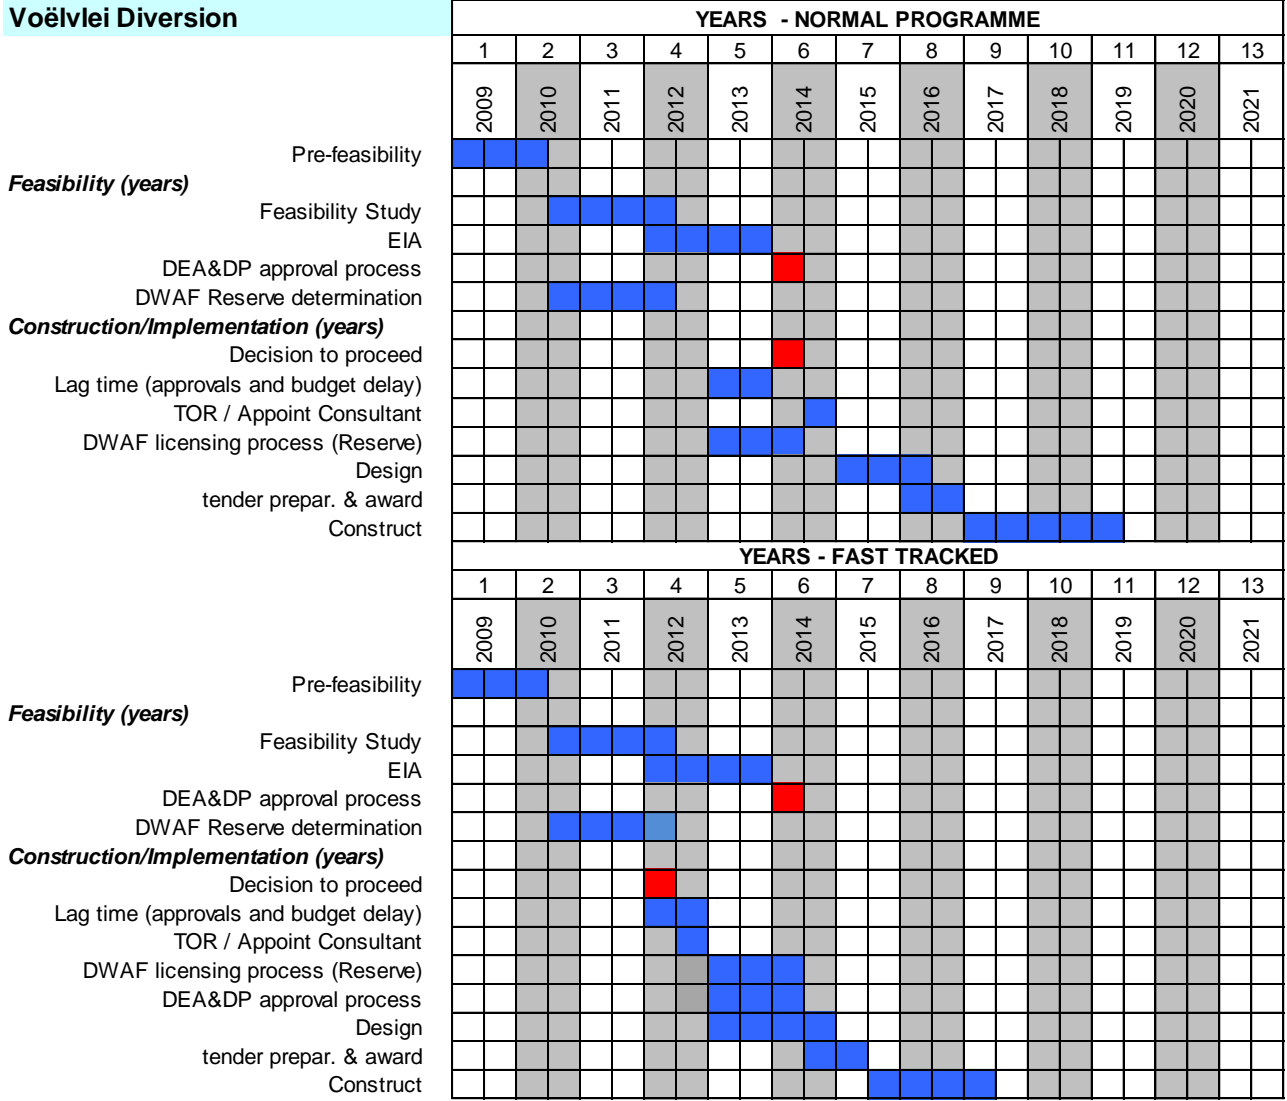 Voëlvlei Diversion
YEARS - NORMAL PROGRAMME
1 2 3 4 5 6 7 8 9 10 11 12 13
2009 2010 2011 2012 2013 2014 2015 2016 2017 2018 2019 2020 2021
Pre-feasibility
Feasibility (years)
Feasibility Study
EIA
DEA&DP approval process
DWAF Reserve determination
Construction/Implementation (years)
Decision to proceed
Lag time (approvals and budget delay)
TOR / Appoint Consultant
DWAF licensing process (Reserve)
Design
tender prepar. & award
Construct
YEARS - FAST TRACKED
1 2 3 4 5 6 7 8 9 10 11 12 13
2009 2010 2011 2012 2013 2014 2015 2016 2017 2018 2019 2020 2021
Pre-feasibility
Feasibility (years)
Feasibility Study
EIA
DEA&DP approval process
DWAF Reserve determination
Construction/Implementation (years)
Decision to proceed
Lag time (approvals and budget delay)
TOR / Appoint Consultant
DWAF licensing process (Reserve)
DEA&DP approval process
Design
tender prepar. & award
Construct